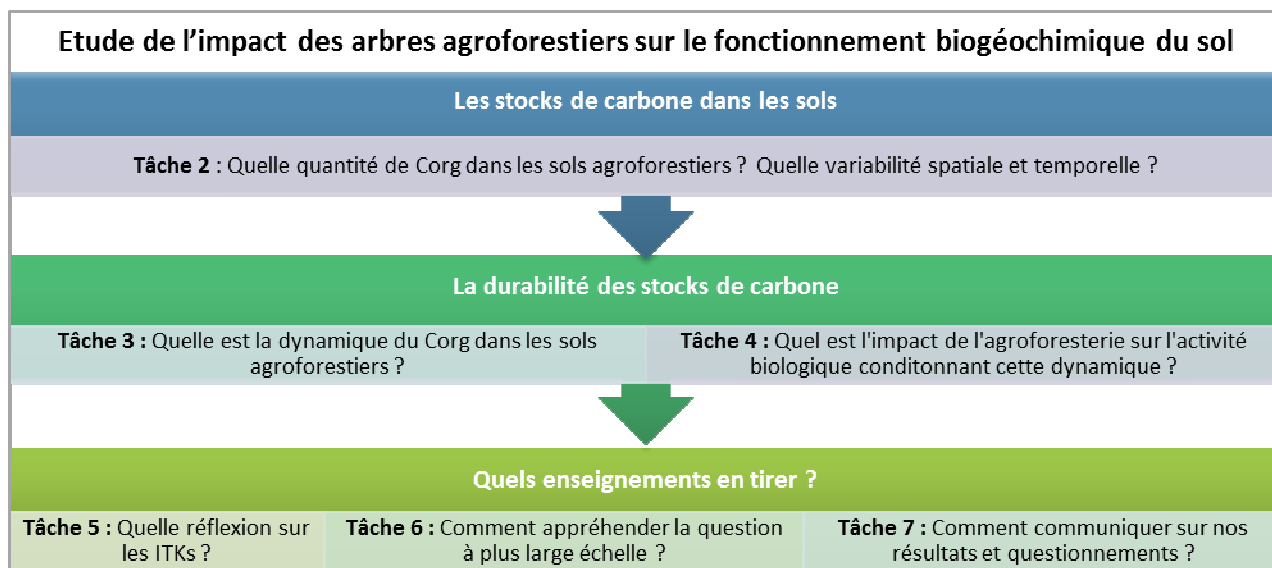 Etude de l'impact des arbres agroforestiers sur le fonctionnement biogéochimique du sol
Les stocks de carbone dans les sols
Tâche 2 : Quelle quantité de Corg dans les sols agroforestiers ? Quelle variabilité spatiale et temporelle ?
La durabilité des stocks de carbone
Tâche 3 : Quelle est la dynamique du Corg dans les sols
agroforestiers ?
Tâche 4 : Quel est l'impact de l'agroforesterie sur l'activité
biologique conditonnant cette dynamique ?
Quels enseignements en tirer ?
Tâche 5 : Quelle réflexion sur
les ITKs ?
Tâche 6 : Comment appréhender la question
à plus large échelle ?
Tâche 7 : Comment communiquer sur nos
résultats et questionnements ?